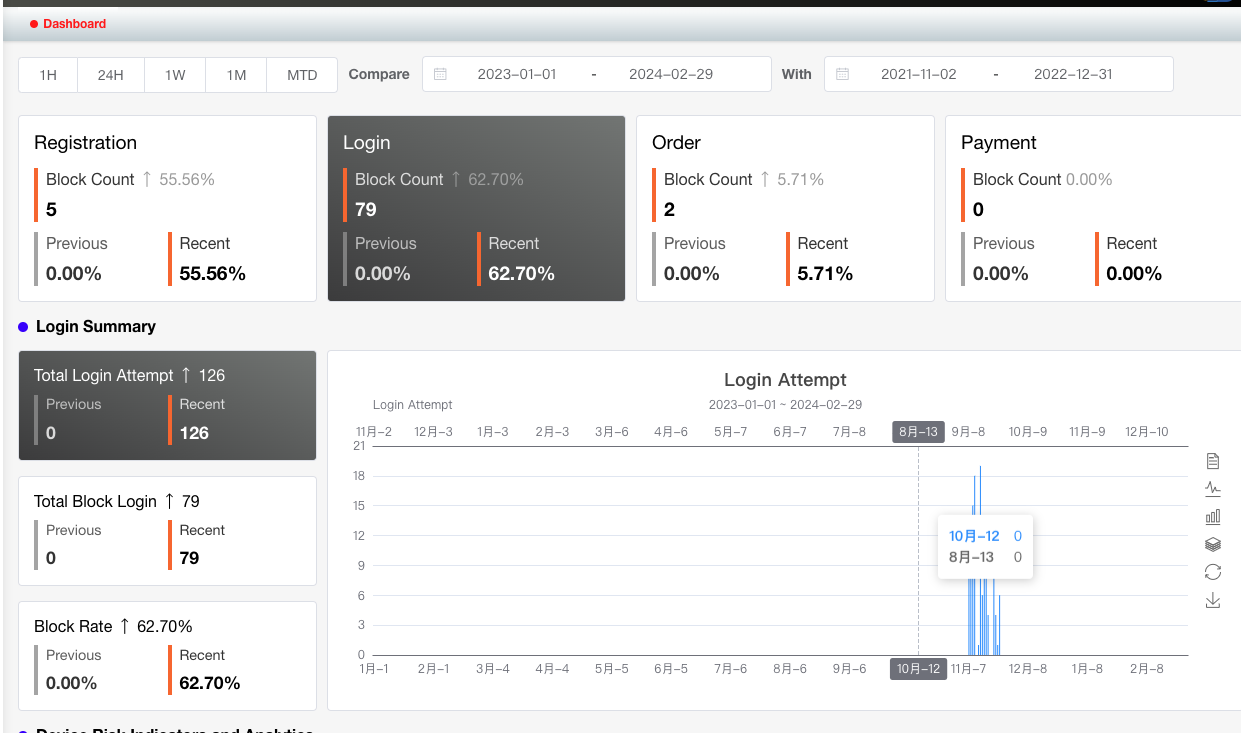 Dashboard
1H 24H 1W 1M MTD Compare 2023-01-01 - 2024-02-29 With 2021-11-02 - 2022-12-31
Registration
Block Count ↑ 55.56%
5
Previous Recent
0.00% 55.56%
Login
Block Count ↑ 62.70%
79
Previous Recent
0.00% 62.70%
Order
Block Count ↑ 5.71%
2
Previous Recent
0.00% 5.71%
Payment
Block Count 0.00%
0
Previous Recent
0.00% 0.00%
Login Summary
Total Login Attempt ↑ 126
Previous Recent
0 126
Total Block Login ↑ 79
Previous Recent
0 79
Block Rate ↑ 62.70%
Previous Recent
0.00% 62.70%
Login Attempt
2023-01-01 ~ 2024-02-29
Login Attempt
11月-2 12月-3 1月-3 2月-3 3月-6 4月-6 5月-7 6月-7 7月-8 8月-13 9月-8 10月-9 11月-9 12月-10
21
18
15
12
9
6
3
0
10月-12 0
8月-13 0
1月-1 2月-1 3月-4 4月-4 5月-5 6月-5 7月-6 8月-6 9月-6 10月-12 11月-7 12月-8 1月-8 2月-8
Device Risk Indicators and Analytics